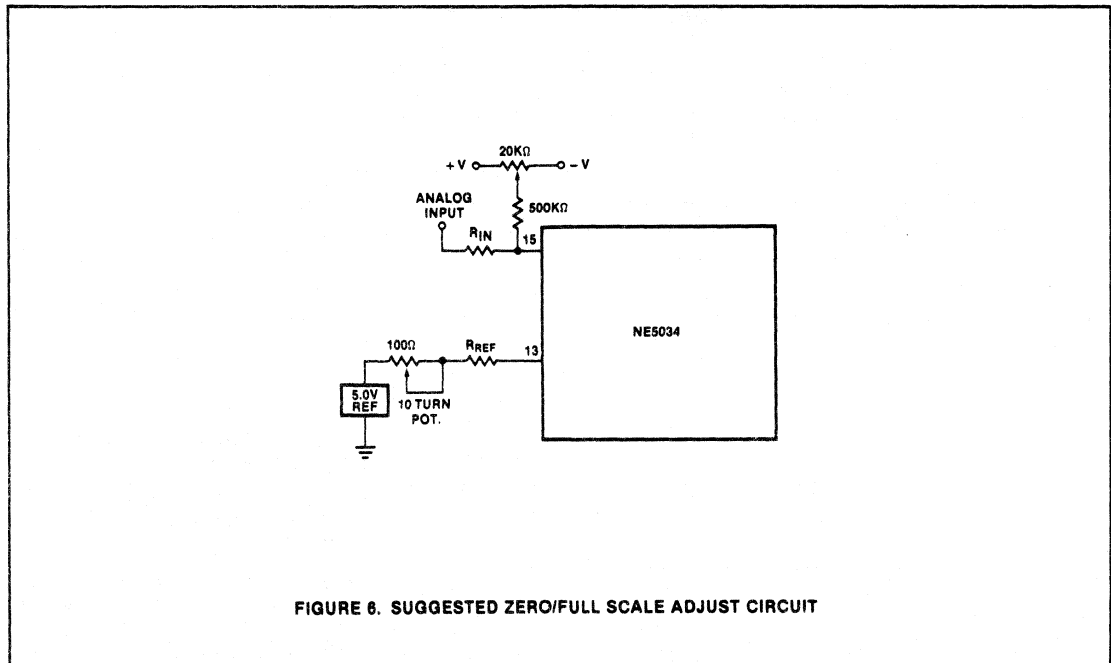 20KΩ
+ V
- V
ANALOG
INPUT
500KΩ
RIN
15
NE5034
100Ω
RREF
13
5.0V
REF
10 TURN
POT.
FIGURE 6. SUGGESTED ZERO/FULL SCALE ADJUST CIRCUIT